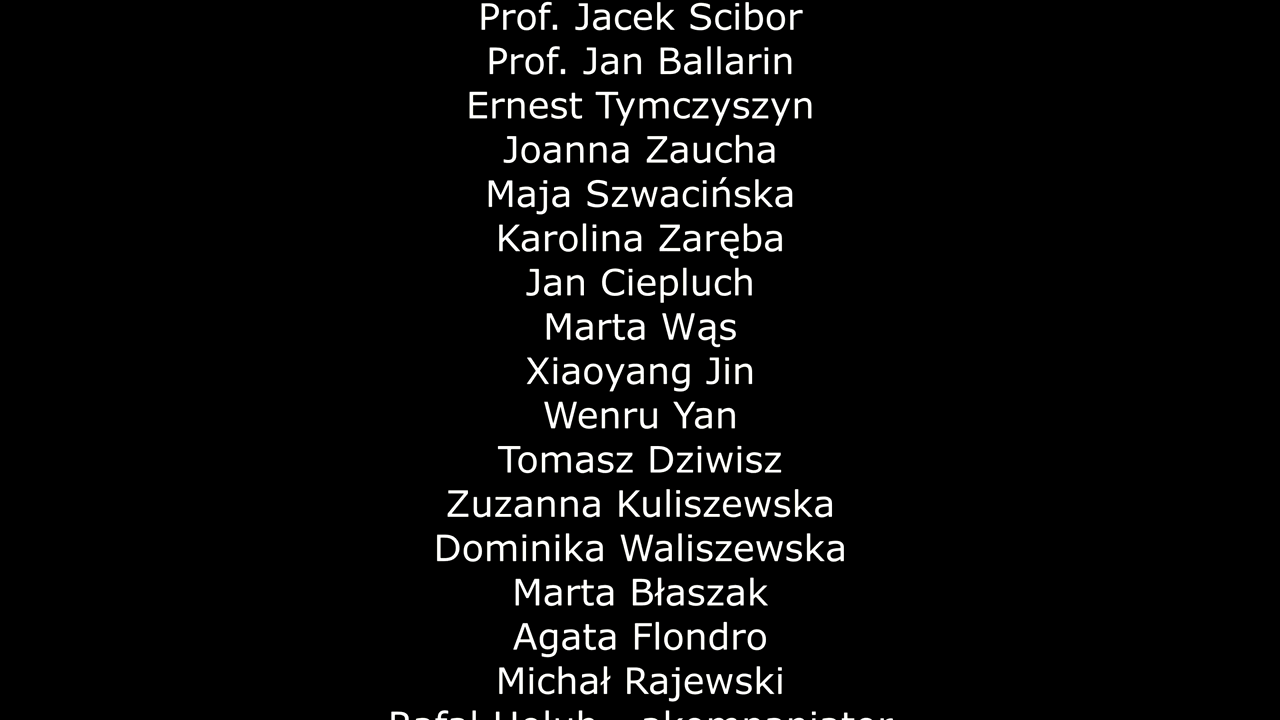 Prof. Jacek Scibor
Prof. Jan Ballarin
Ernest Tymczyszyn
Joanna Zaucha
Maja Szwacińska
Karolina Zaręba
Jan Ciepluch
Marta Wąs
Xiaoyang Jin
Wenru Yan
Tomasz Dziwisz
Zuzanna Kuliszewska
Dominika Waliszewska
Marta Błaszak
Agata Flondro
Michał Rajewski